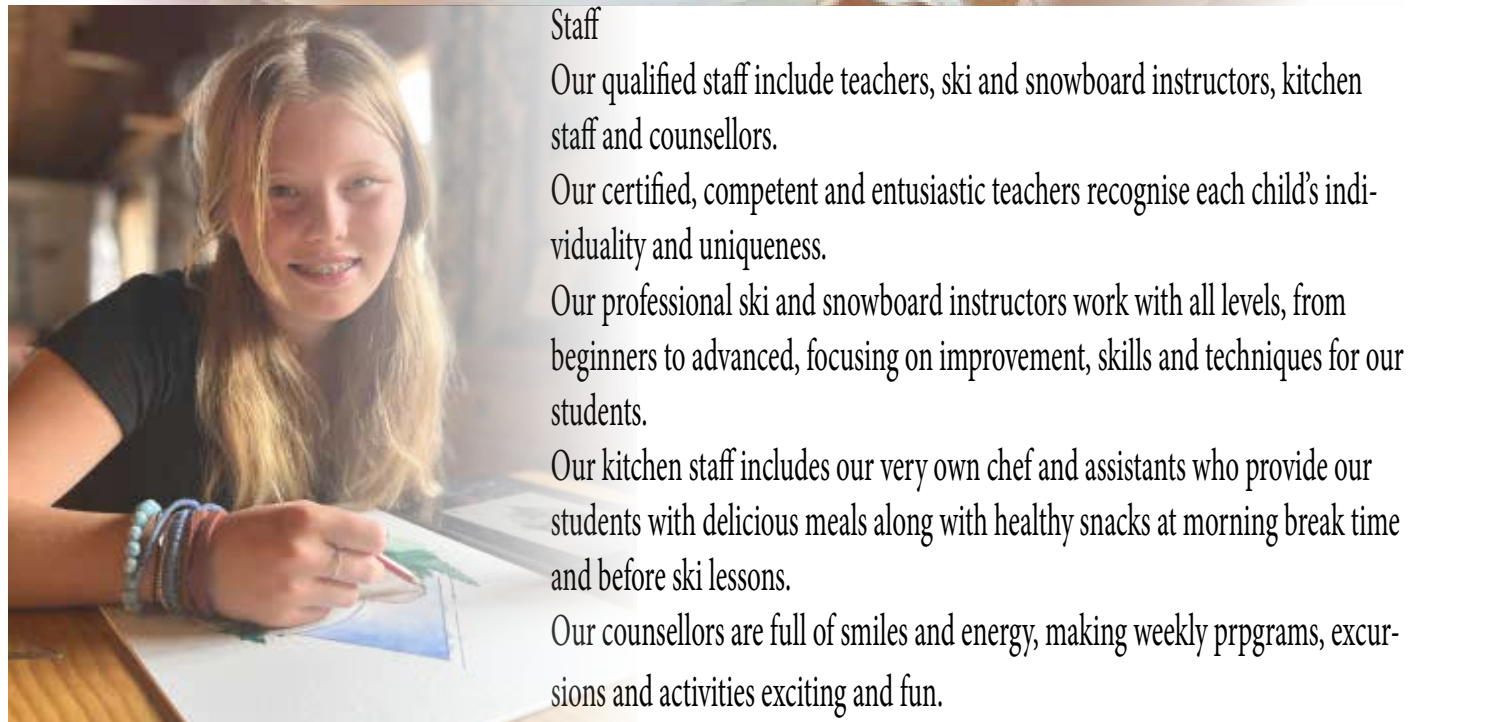 Staff
Our qualified staff include teachers, ski and snowboard instructors, kitchen
staff and counsellors.
Our certified, competent and entusiastic teachers recognise each child’s indi-
viduality and uniqueness.
Our professional ski and snowboard instructors work with all levels, from
beginners to advanced, focusing on improvement, skills and techniques for our
students.
Our kitchen staff includes our very own chef and assistants who provide our
students with delicious meals along with healthy snacks at morning break time
and before ski lessons.
Our counsellors are full of smiles and energy, making weekly prpgrams, excur-
sions and activities exciting and fun.